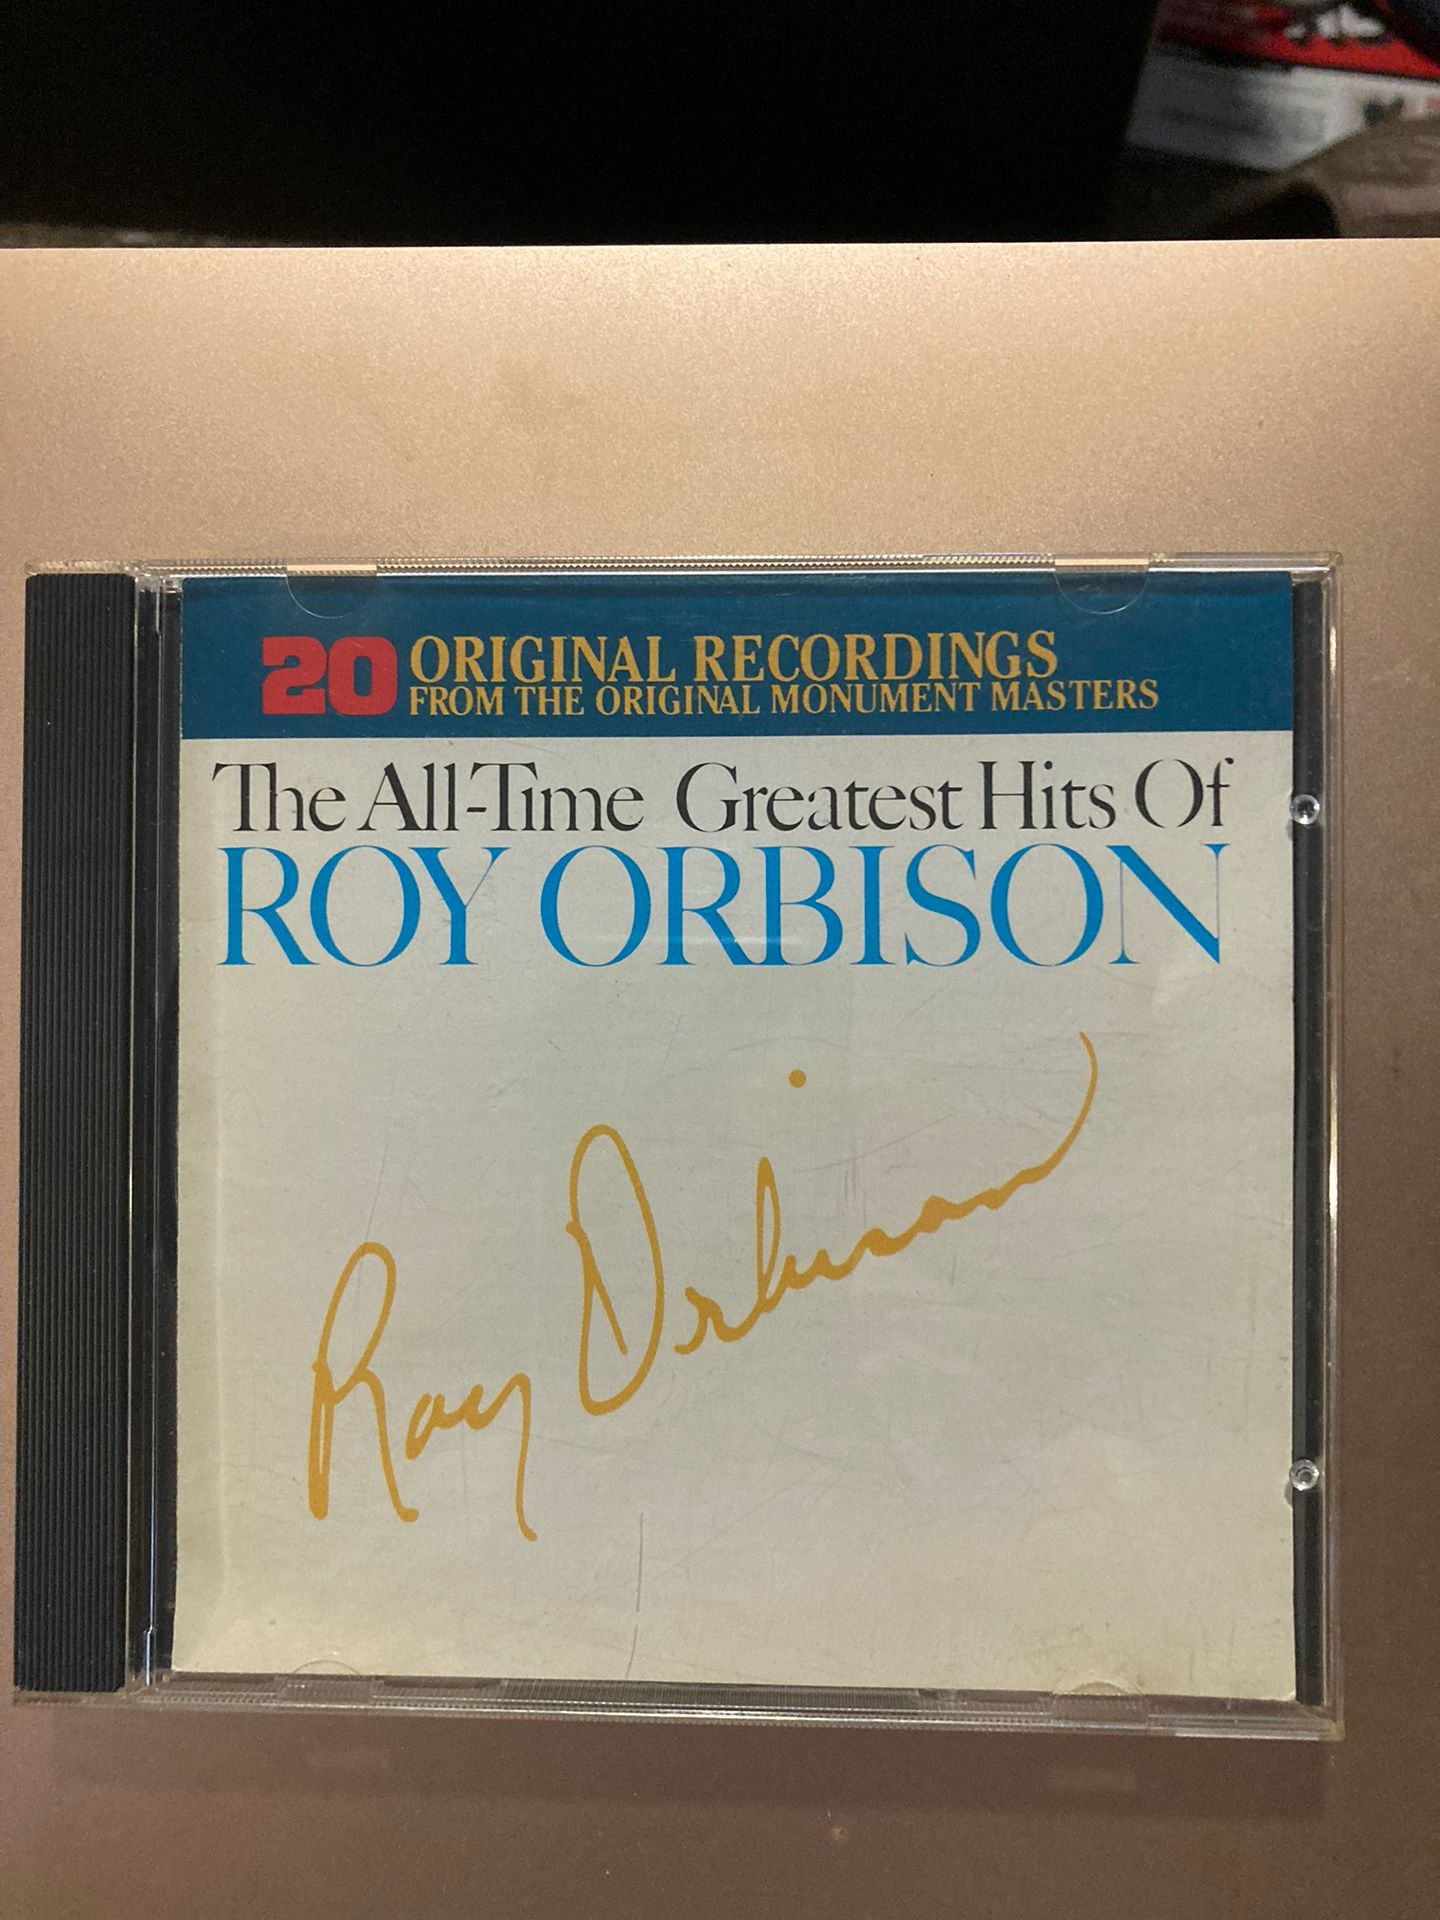 20 ORIGINAL RECORDINGS
FROM THE ORIGINAL MONUMENT MASTERS
The All-Time Greatest Hits Of
ROY ORBISON
Roy Orbison